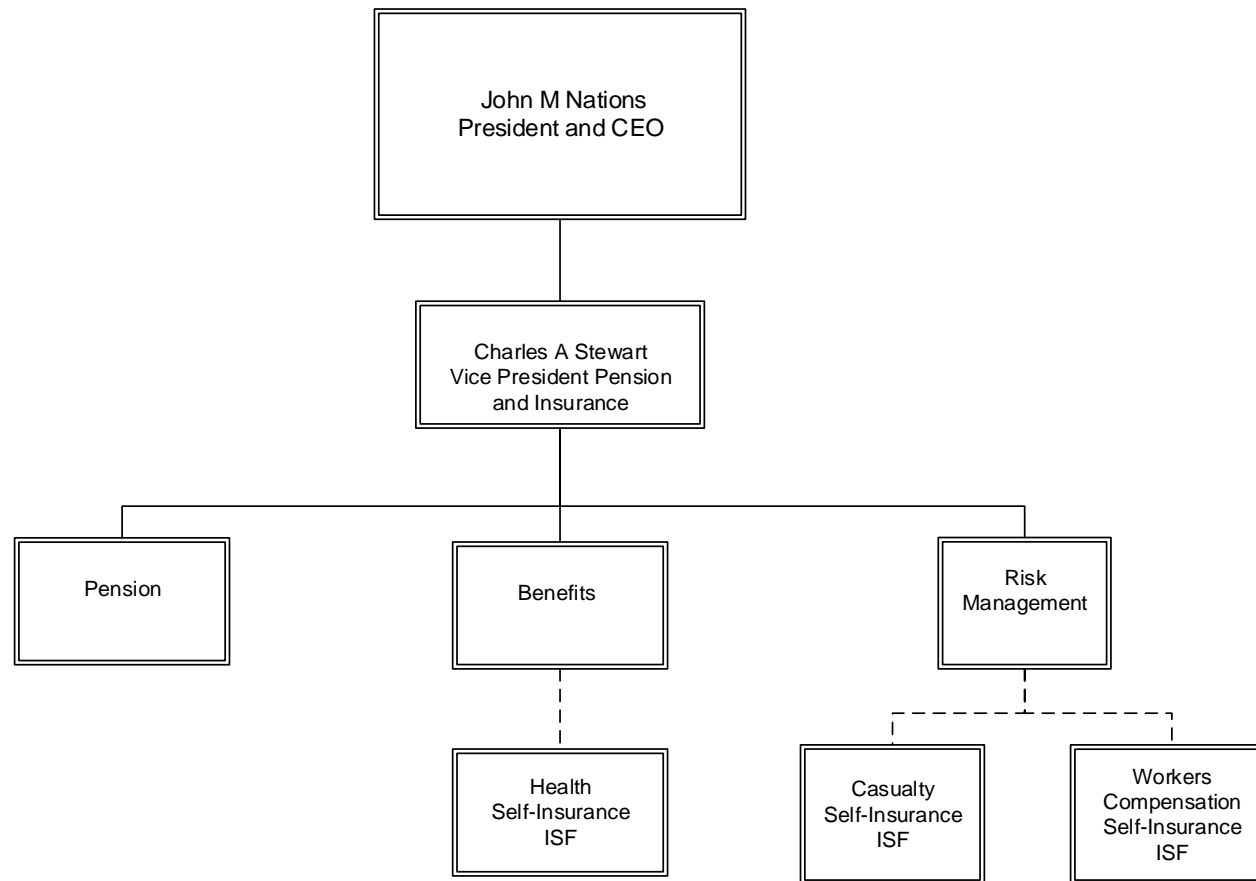 John M Nations
President and CEO
Charles A Stewart
Vice President Pension
and Insurance
Pension
Benefits
Risk
Management
Health
Self-Insurance
ISF
Casualty
Self-Insurance
ISF
Workers
Compensation
Self-Insurance
ISF